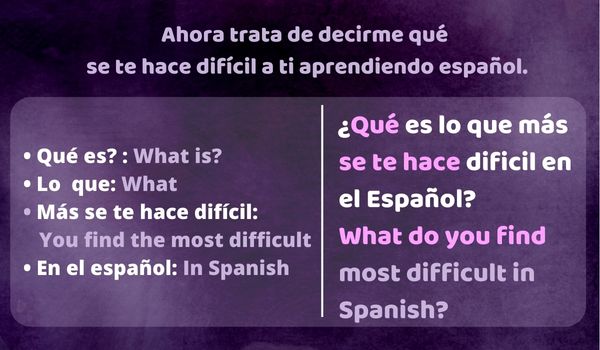 Ahora trata de decirme qué
se te hace difícil a ti aprendiendo español.
• Qué es? : What is?
• Lo que: What
• Más se te hace difícil:
You find the most difficult
• En el español: In Spanish
¿Qué es lo que más
se te hace dificil en
el Español?
What do you find
most difficult in
Spanish?